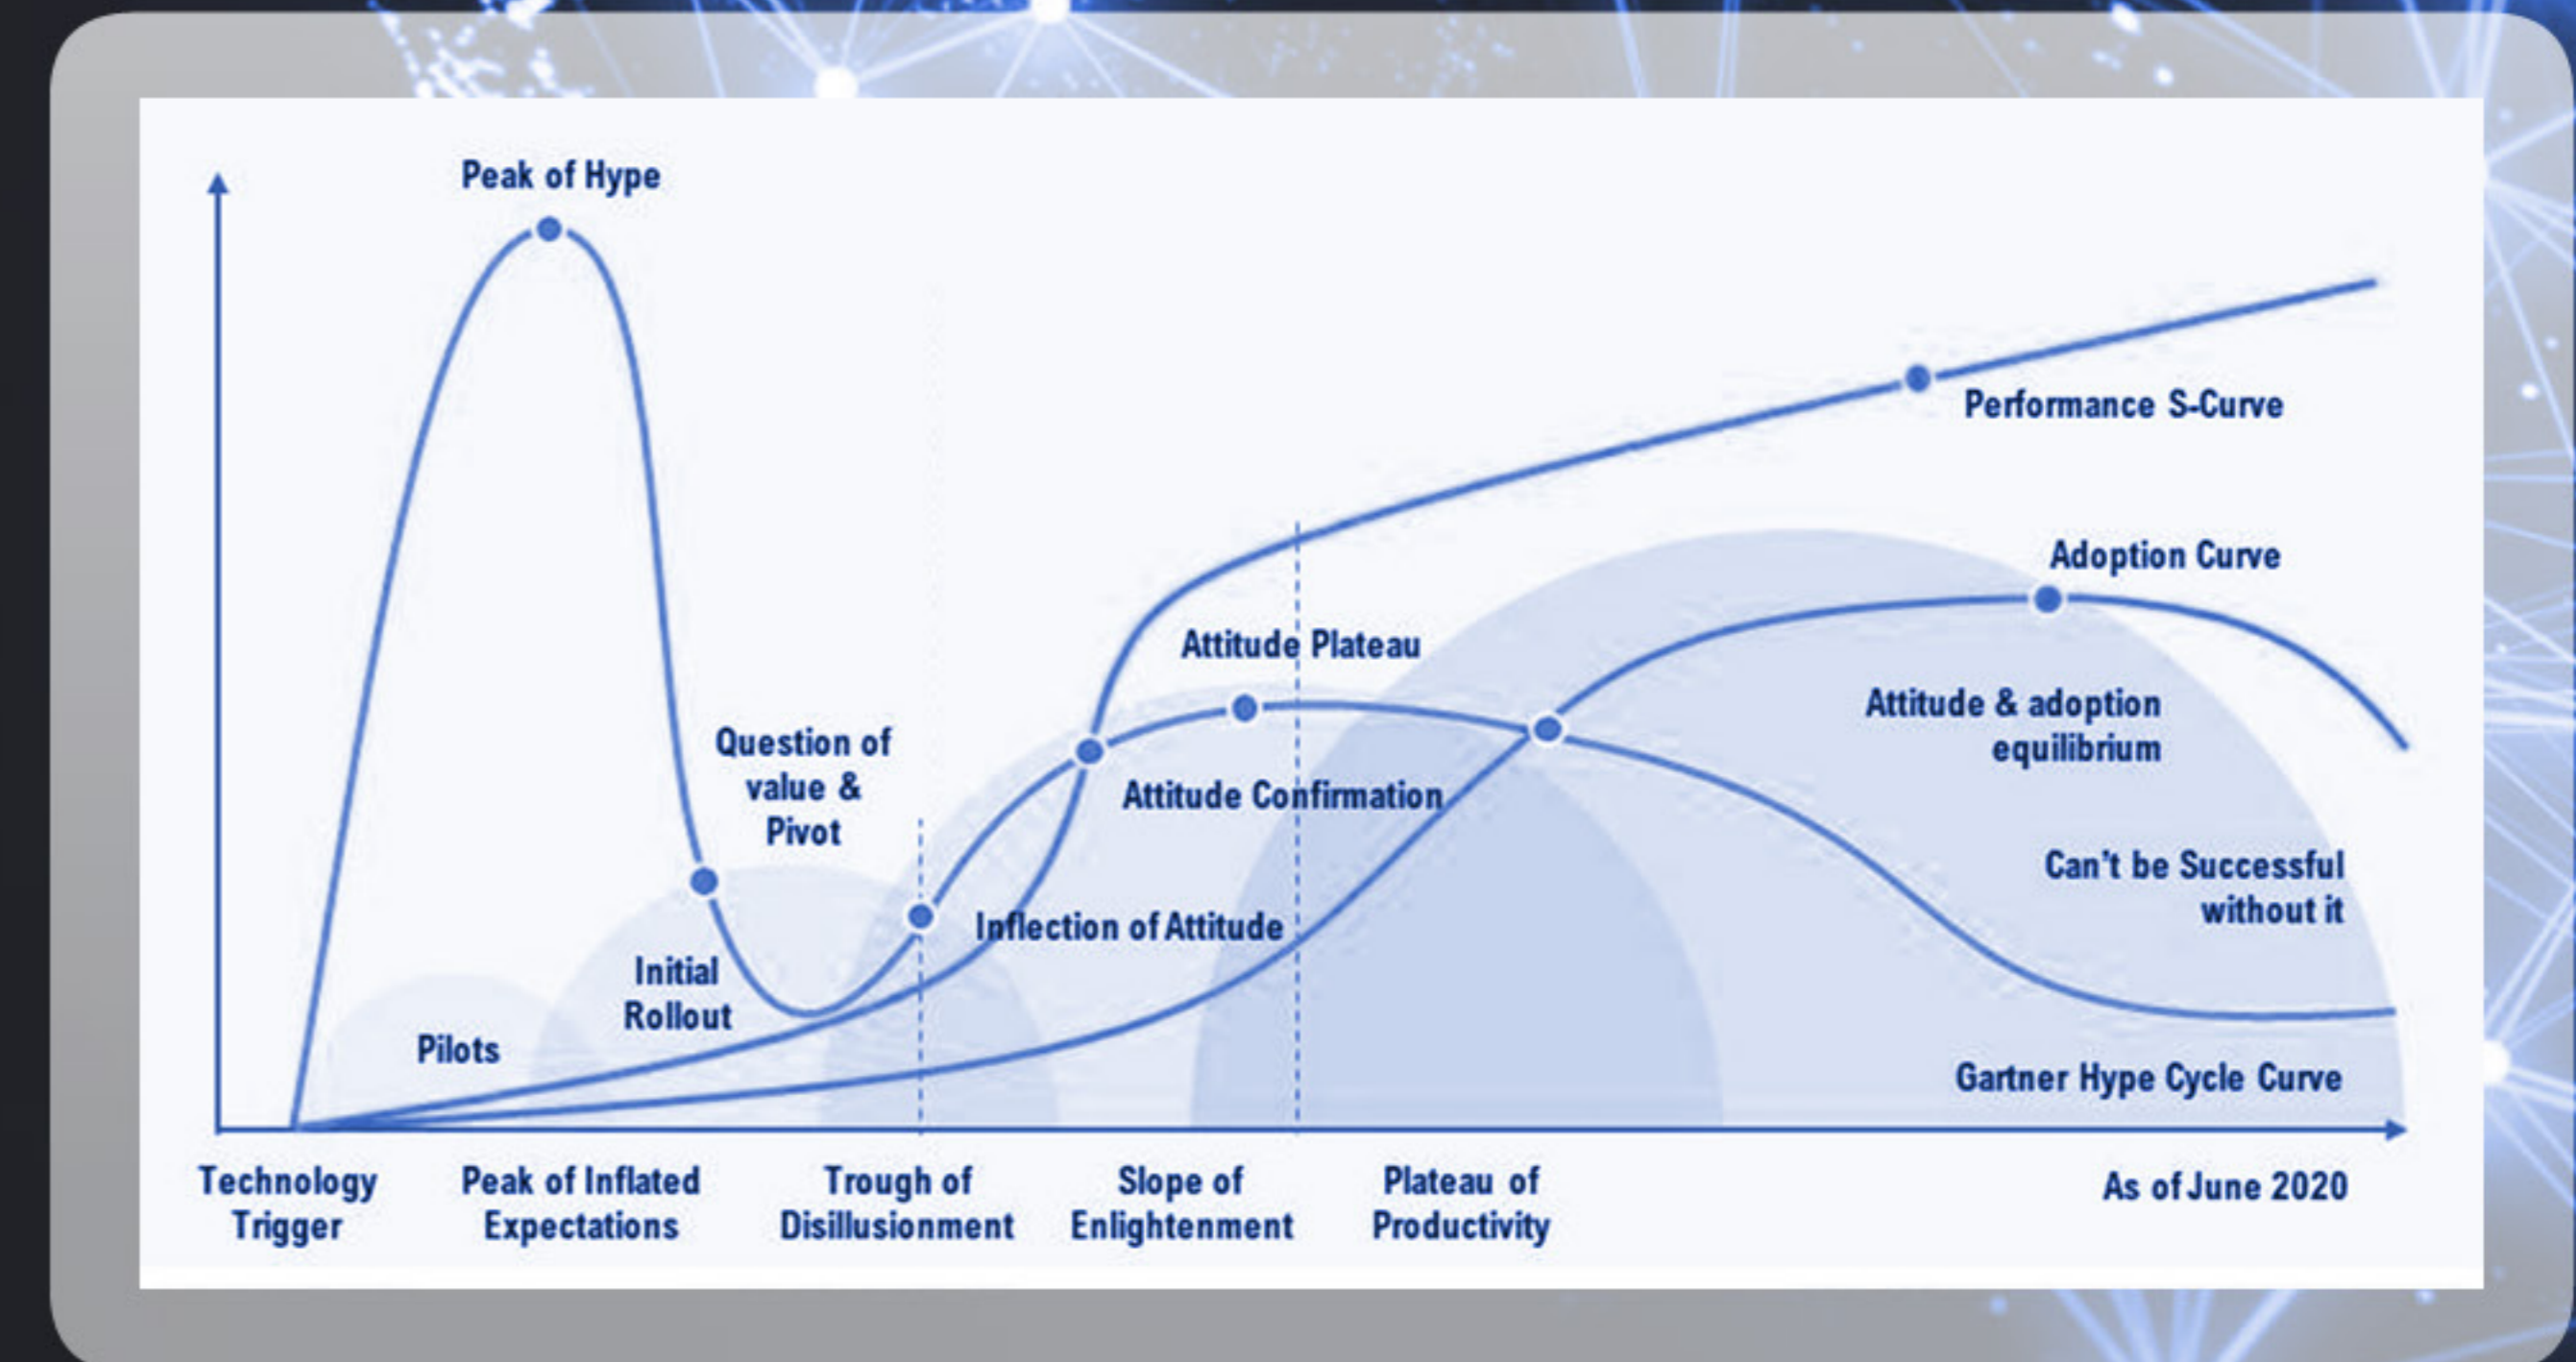 Peak of Hype
Performance S-Curve
Adoption Curve
Attitude Plateau
Attitude & adoption
equilibrium
Question of
value &
Pivot
Attitude Confirmation
Can't be Successful
without it
Inflection of Attitude
Initial
Rollout
Pilots
Gartner Hype Cycle Curve
Technology
Trigger
Peak of Inflated
Expectations
Trough of
Disillusionment
Slope of
Enlightenment
Plateau of
Productivity
As of June 2020